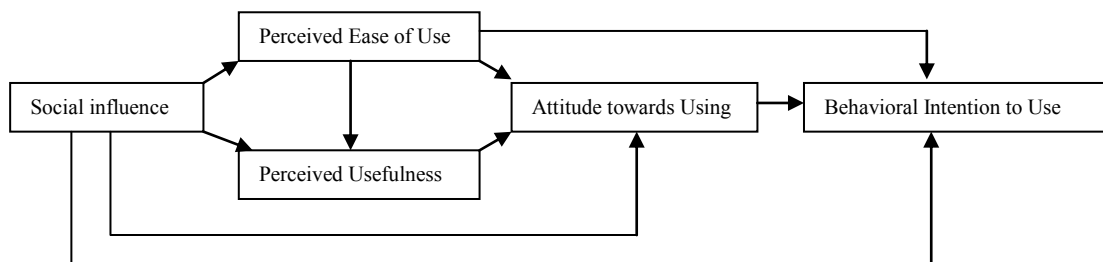 Perceived Ease of Use
Social influence
Attitude towards Using
Behavioral Intention to Use
Perceived Usefulness